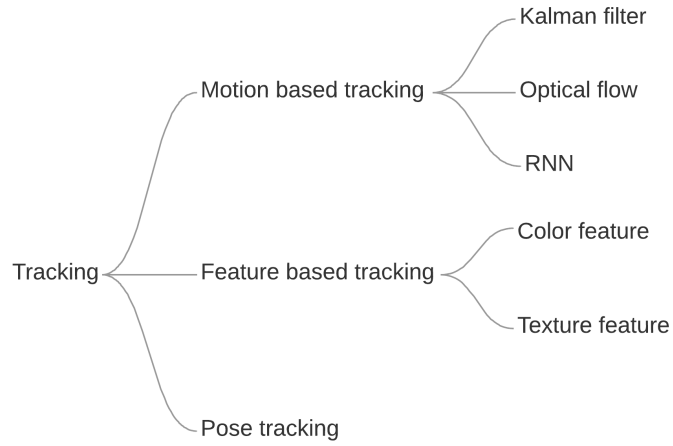 Tracking
Motion based tracking
Kalman filter
Optical flow
RNN
Feature based tracking
Color feature
Texture feature
Pose tracking